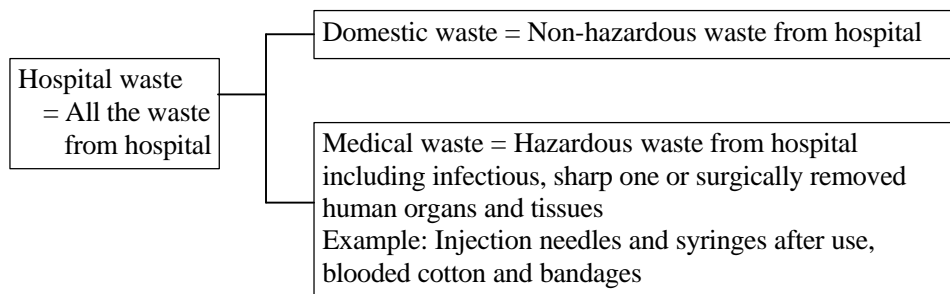 Domestic waste = Non-hazardous waste from hospital
Hospital waste
= All the waste
from hospital
Medical waste = Hazardous waste from hospital
including infectious, sharp one or surgically removed
human organs and tissues
Example: Injection needles and syringes after use,
blooded cotton and bandages